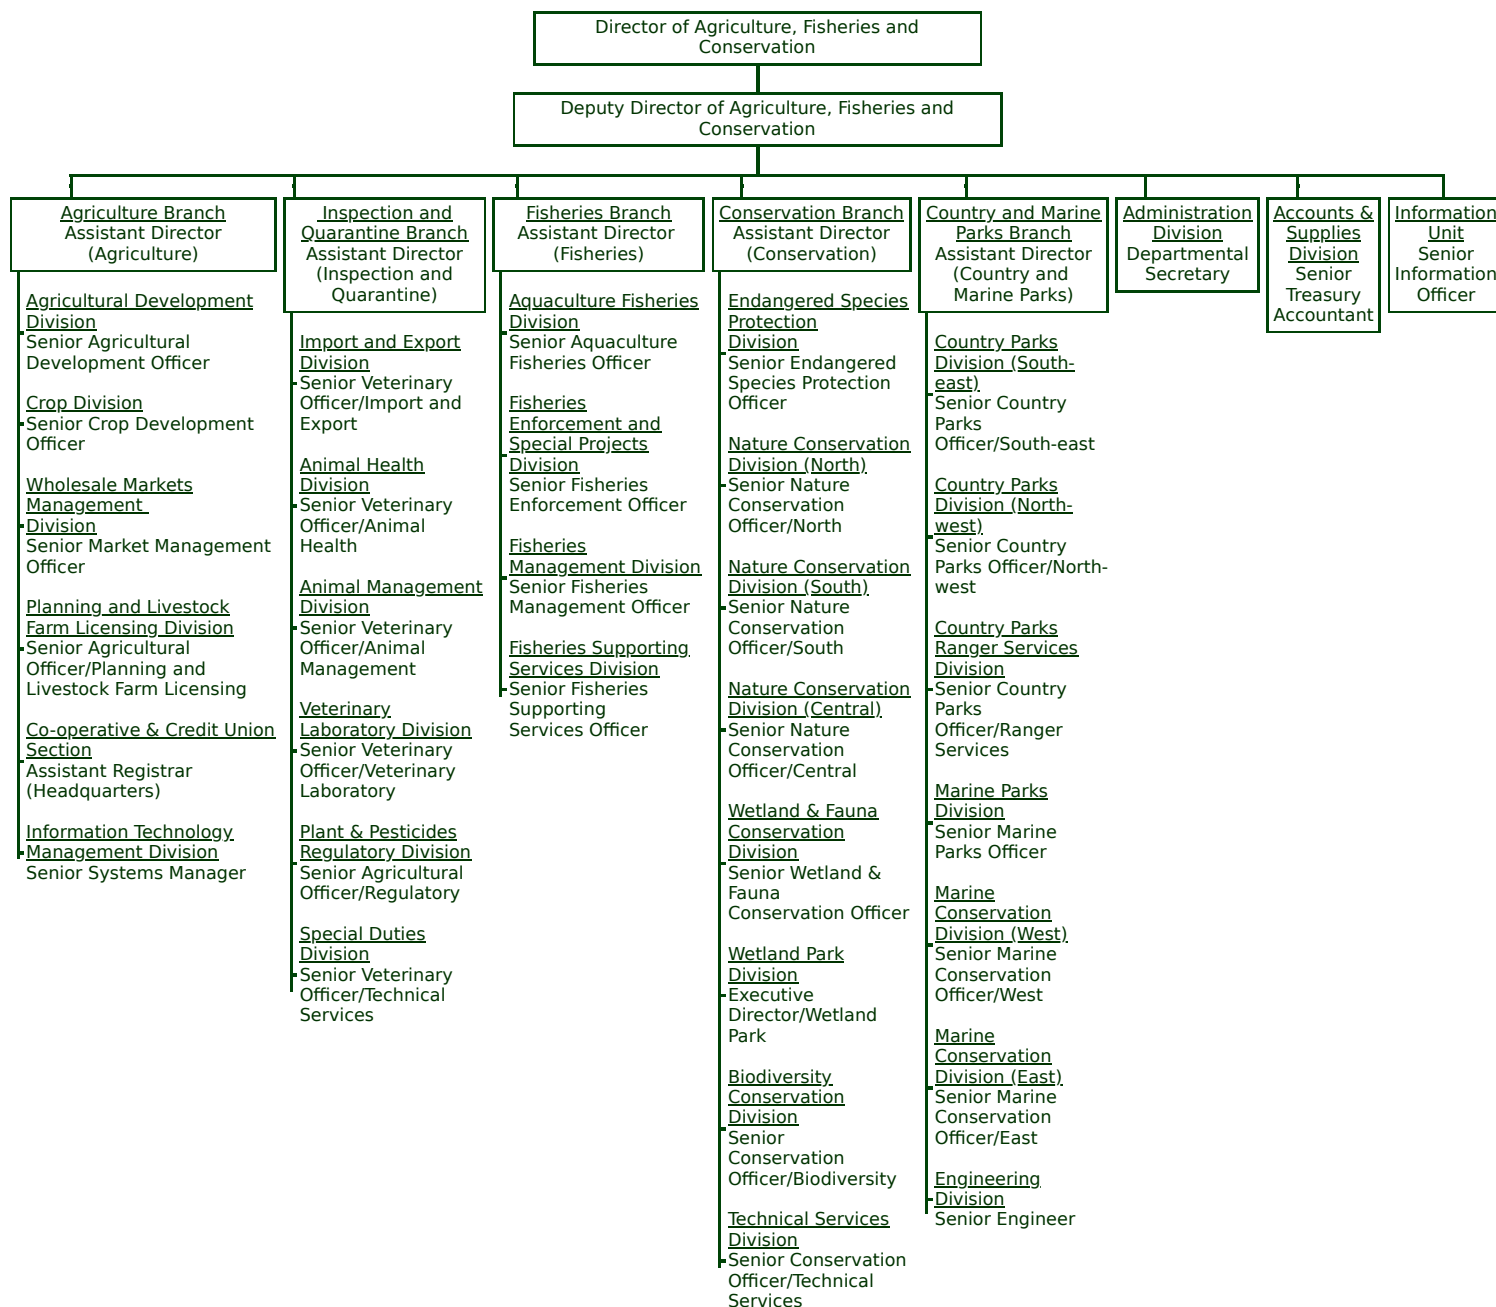 Director of Agriculture, Fisheries and
Conservation
Deputy Director of Agriculture, Fisheries and
Conservation
Agriculture Branch
Assistant Director
(Agriculture)
Agricultural Development
Division
Senior Agricultural
Development Officer
Crop Division
Senior Crop Development
Officer
Wholesale Markets
Management
Division
Senior Market Management
Officer
Planning and Livestock
Farm Licensing Division
Senior Agricultural
Officer/Planning and
Livestock Farm Licensing
Co-operative & Credit Union
Section
Assistant Registrar
(Headquarters)
Information Technology
Management Division
Senior Systems Manager
Inspection and
Quarantine Branch
Assistant Director
(Inspection and
Quarantine)
Import and Export
Division
Senior Veterinary
Officer/Import and
Export
Animal Health
Division
Senior Veterinary
Officer/Animal
Health
Animal Management
Division
Senior Veterinary
Officer/Animal
Management
Veterinary
Laboratory Division
Senior Veterinary
Officer/Veterinary
Laboratory
Plant & Pesticides
Regulatory Division
Senior Agricultural
Officer/Regulatory
Special Duties
Division
Senior Veterinary
Officer/Technical
Services
Fisheries Branch
Assistant Director
(Fisheries)
Aquaculture Fisheries
Division
Senior Aquaculture
Fisheries Officer
Fisheries
Enforcement and
Special Projects
Division
Senior Fisheries
Enforcement Officer
Fisheries
Management Division
Senior Fisheries
Management Officer
Fisheries Supporting
Services Division
Senior Fisheries
Supporting
Services Officer
Conservation Branch
Assistant Director
(Conservation)
Endangered Species
Protection
Division
Senior Endangered
Species Protection
Officer
Nature Conservation
Division (North)
Senior Nature
Conservation
Officer/North
Nature Conservation
Division (South)
Senior Nature
Conservation
Officer/South
Nature Conservation
Division (Central)
Senior Nature
Conservation
Officer/Central
Wetland & Fauna
Conservation
Division
Senior Wetland &
Fauna
Conservation Officer
Wetland Park
Division
Executive
Director/Wetland
Park
Biodiversity
Conservation
Division
Senior
Conservation
Officer/Biodiversity
Technical Services
Division
Senior Conservation
Officer/Technical
Services
Country and Marine
Parks Branch
Assistant Director
(Country and
Marine Parks)
Country Parks
Division (South-
east)
Senior Country
Parks
Officer/South-east
Country Parks
Division (North-
west)
Senior Country
Parks Officer/North-
west
Country Parks
Ranger Services
Division
Senior Country
Parks
Officer/Ranger
Services
Marine Parks
Division
Senior Marine
Parks Officer
Marine
Conservation
Division (West)
Senior Marine
Conservation
Officer/West
Marine
Conservation
Division (East)
Senior Marine
Conservation
Officer/East
Engineering
Division
Senior Engineer
Administration
Division
Departmental
Secretary
Accounts &
Supplies
Division
Senior
Treasury
Accountant
Information
Unit
Senior
Information
Officer